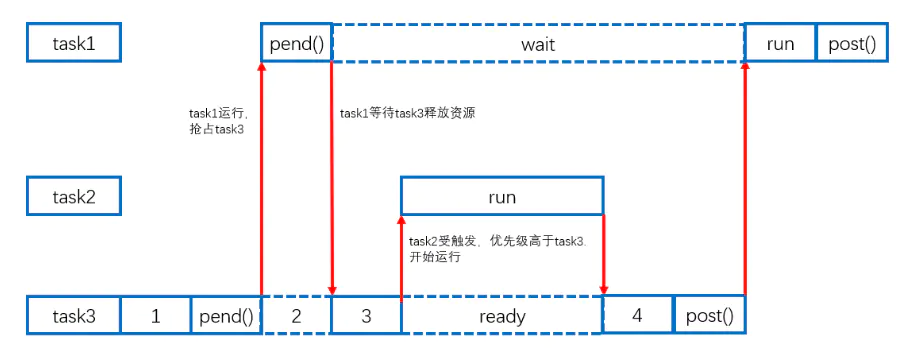 task1
pend()
wait
run
post()
task1运行，
抢占task3
task1等待task3释放资源
task2
run
task2受触发，优先级高于task3.
开始运行
task3
1
pend()
2
3
ready
4
post()